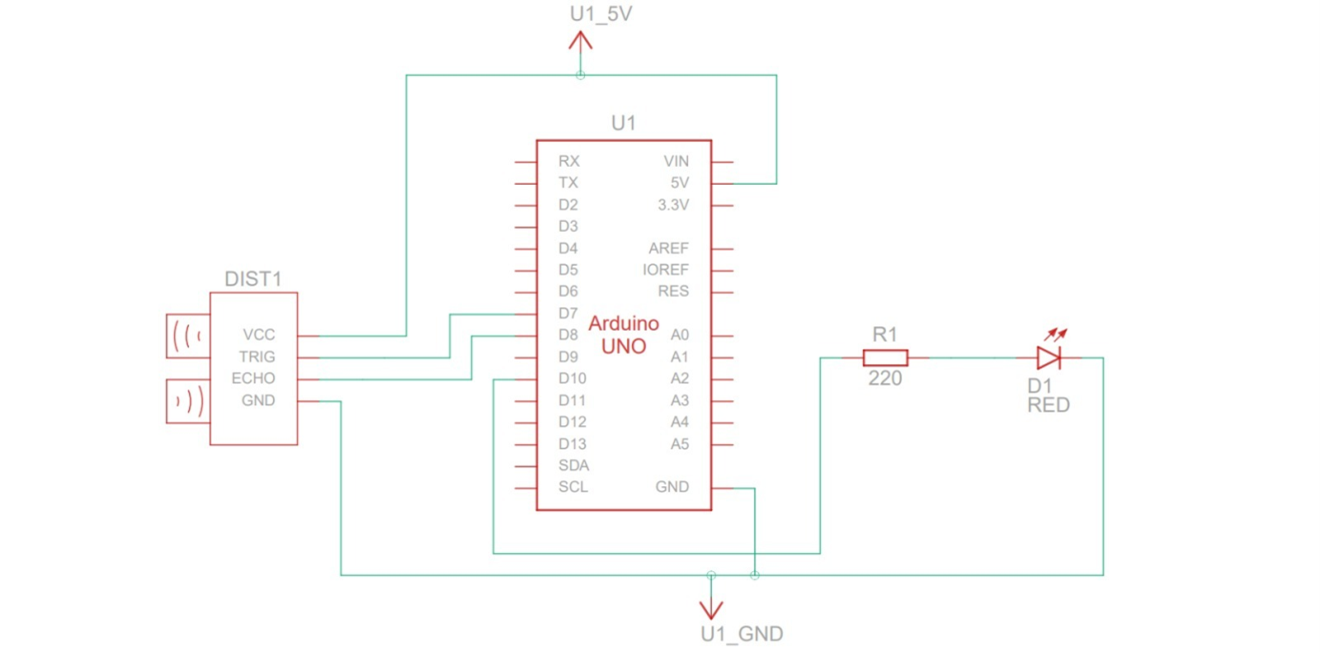 U1_5V
U1
RX VIN
TX 5V
D2 3.3V
D3
D4 AREF
D5 IOREF
D6 RES
D7
D8 A0
D9 A1
D10 A2
D11 A3
D12 A4
D13 A5
SDA
SCL GND
Arduino
UNO
DIST1
VCC
TRIG
ECHO
GND
R1
220
D1
RED
U1_GND